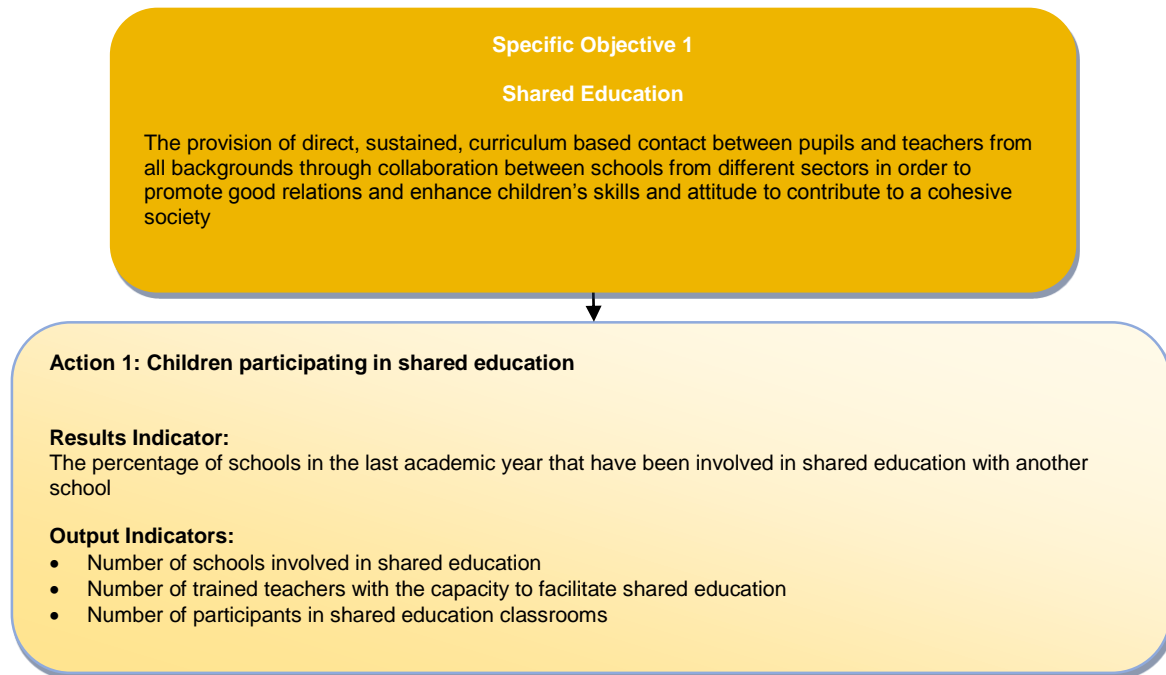 Specific Objective 1
Shared Education
The provision of direct, sustained, curriculum based contact between pupils and teachers from
all backgrounds through collaboration between schools from different sectors in order to
promote good relations and enhance children’s skills and attitude to contribute to a cohesive
society
Action 1: Children participating in shared education
Results Indicator:
The percentage of schools in the last academic year that have been involved in shared education with another
school
Output Indicators:
• Number of schools involved in shared education
• Number of trained teachers with the capacity to facilitate shared education
• Number of participants in shared education classrooms